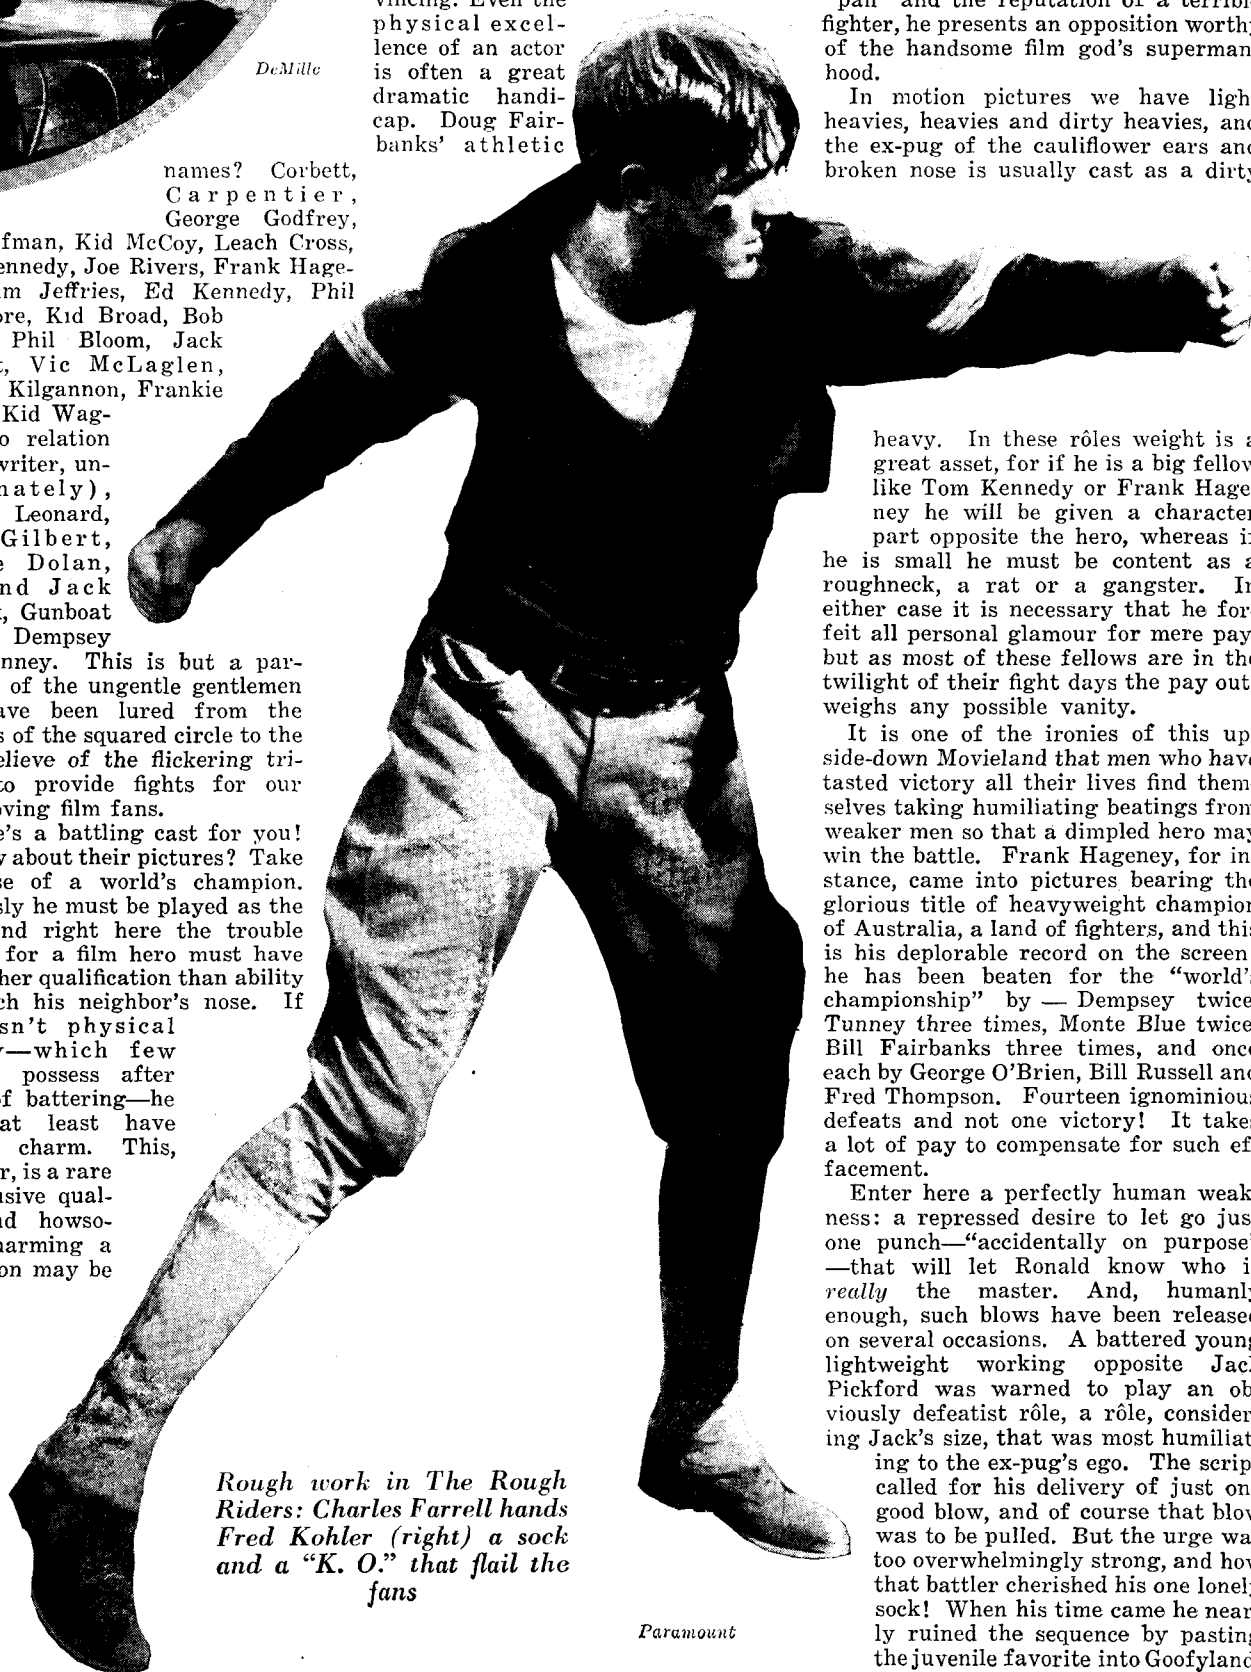 DeMille
vincing. Even the
physical excel-
lence of an actor
is often a great
dramatic handi-
cap. Doug Fair-
banks' athletic
names? Corbett,
Carpentier,
George Godfrey,
fman, Kid McCoy, Leach Cross,
ennedy, Joe Rivers, Frank Hage-
m Jeffries, Ed Kennedy, Phil
ore, Kid Broad, Bob
Phil Bloom, Jack
t, Vic McLaglen,
Kilgannon, Frankie
Kid Wag-
o relation
writer, un-
nately),
Leonard,
Gilbert,
e Dolan,
nd Jack
t, Gunboat
Dempsey
nney. This is but a par-
of the ungentle gentlemen
ave been lured from the
s of the squared circle to the
elieve of the flickering tri-
to provide fights for our
oving film fans.
e's a battling cast for you!
v about their pictures? Take
se of a world's champion.
sly he must be played as the
nd right here the trouble
for a film hero must have
her qualification than ability
ch his neighbor's nose. If
sn't physical
y—which few
possess after
of battering—he
at least have
charm. This,
r, is a rare
usive qual-
nd howso-
harming a
on may be
Rough work in The Rough
Riders: Charles Farrell hands
Fred Kohler (right) a sock
and a "K. O." that flail the
fans
Paramount
pan" and the reputation of a terribl
fighter, he presents an opposition worthy
of the handsome film god's superman
hood.
In motion pictures we have ligh
heavies, heavies and dirty heavies, and
the ex-pug of the cauliflower ears and
broken nose is usually cast as a dirty
heavy. In these rôles weight is a
great asset, for if he is a big fellow
like Tom Kennedy or Frank Hage
ney he will be given a character
part opposite the hero, whereas if
he is small he must be content as a
roughneck, a rat or a gangster. In
either case it is necessary that he for
feit all personal glamour for mere pay
but as most of these fellows are in the
twilight of their fight days the pay out
weighs any possible vanity.
It is one of the ironies of this up
side-down Movieland that men who have
tasted victory all their lives find them
selves taking humiliating beatings from
weaker men so that a dimpled hero may
win the battle. Frank Hageney, for in
stance, came into pictures bearing the
glorious title of heavyweight champion
of Australia, a land of fighters, and this
is his deplorable record on the screen
he has been beaten for the "world's
championship" by — Dempsey twice
Tunney three times, Monte Blue twice
Bill Fairbanks three times, and once
each by George O'Brien, Bill Russell and
Fred Thompson. Fourteen ignominious
defeats and not one victory! It takes
a lot of pay to compensate for such ef
facement.
Enter here a perfectly human weak
ness: a repressed desire to let go jus
one punch—"accidentally on purpose"
—that will let Ronald know who i
really the master. And, humanly
enough, such blows have been released
on several occasions. A battered young
lightweight working opposite Jack
Pickford was warned to play an ob
viously defeatist rôle, a rôle, consider
ing Jack's size, that was most humiliat
ing to the ex-pug's ego. The scrip
called for his delivery of just on
good blow, and of course that blow
was to be pulled. But the urge wa
too overwhelmingly strong, and how
that battler cherished his one lonely
sock! When his time came he near
ly ruined the sequence by pasting
the juvenile favorite into Goofyland